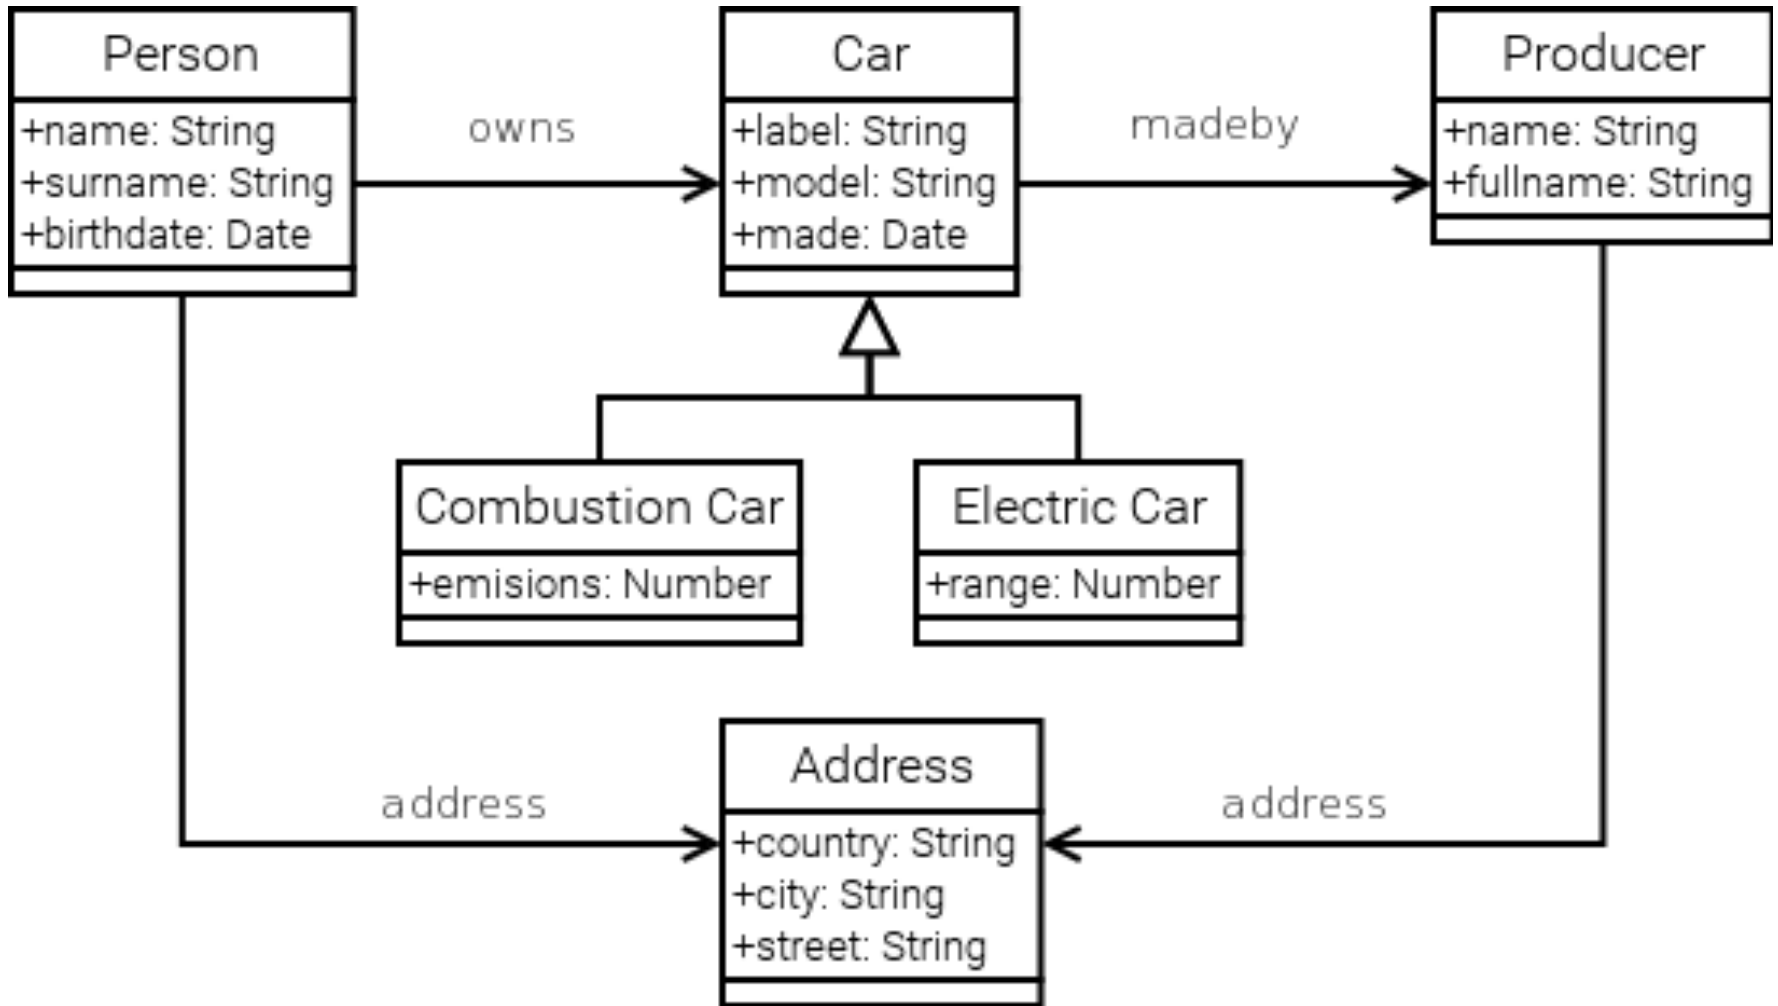 Person
+name: String
+surname: String
+birthdate: Date
owns
Car
+label: String
+model: String
+made: Date
madeby
Producer
+name: String
+fullname: String
Combustion Car
+emisions: Number
Electric Car
+range: Number
address
Address
+country: String
+city: String
+street: String
address